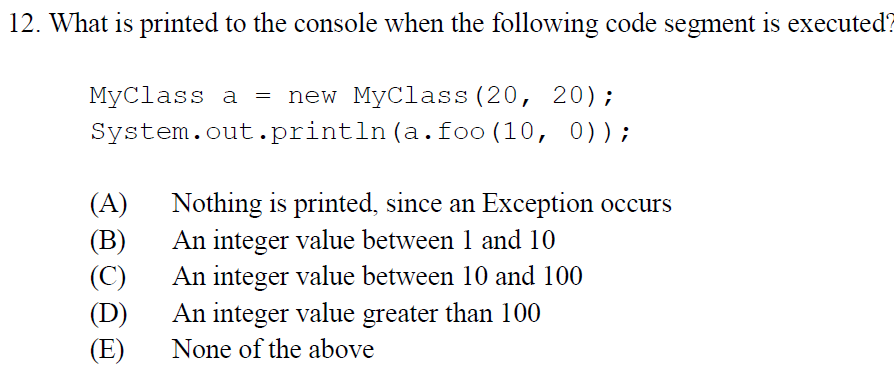 12. What is printed to the console when the following code segment is executed?
MyClass a = new MyClass(20, 20);
System.out.println(a.foo(10, 0));
(A) Nothing is printed, since an Exception occurs
(B) An integer value between 1 and 10
(C) An integer value between 10 and 100
(D) An integer value greater than 100
(E) None of the above